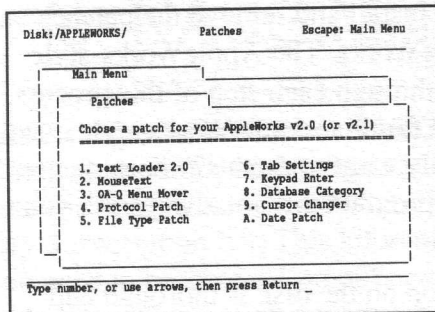 Disk:/APPLEWORKS/ Patches Escape: Main Menu
Main Menu
Patches
Choose a patch for your AppleWorks v2.0 (or v2.1)
1. Text Loader 2.0 6. Tab Settings
2. MouseText 7. Keypad Enter
3. OA-Q Menu Mover 8. Database Category
4. Protocol Patch 9. Cursor Changer
5. File Type Patch A. Date Patch
Type number, or use arrows, then press Return _